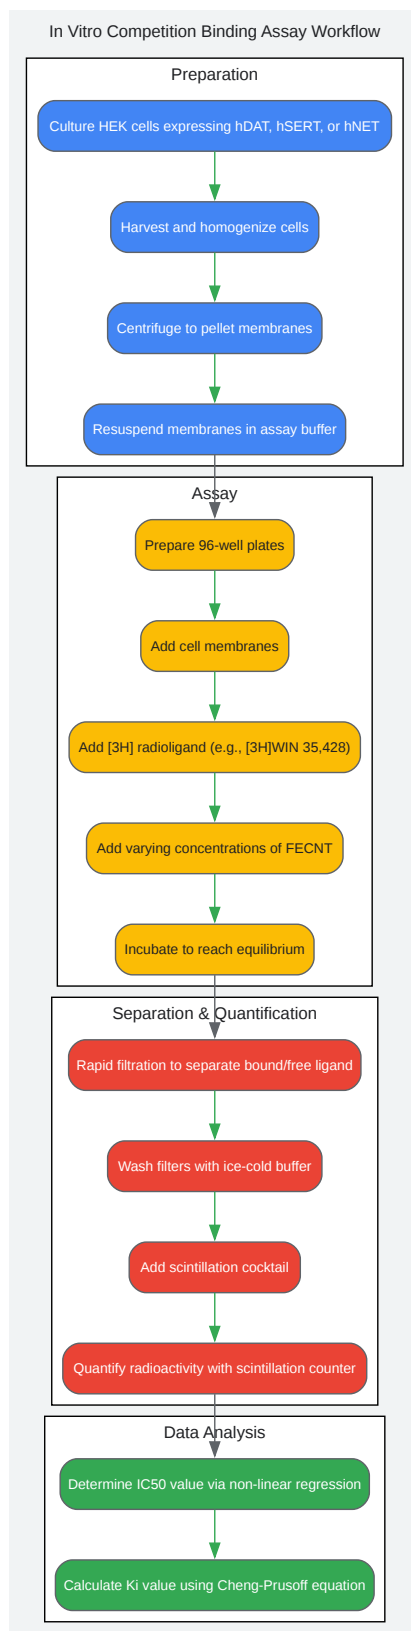 In Vitro Competition Binding Assay Workflow
Preparation
Culture HEK cells expressing hDAT, hSERT, or hNET
Harvest and homogenize cells
Centrifuge to pellet membranes
Resuspend membranes in assay buffer
Assay
Prepare 96-well plates
Add cell membranes
Add [3H] radioligand (e.g., [3H]WIN 35,428)
Add varying concentrations of FECNT
Incubate to reach equilibrium
Separation & Quantification
Rapid filtration to separate bound/free ligand
Wash filters with ice-cold buffer
Add scintillation cocktail
Quantify radioactivity with scintillation counter
Data Analysis
Determine IC50 value via non-linear regression
Calculate Ki value using Cheng-Prusoff equation